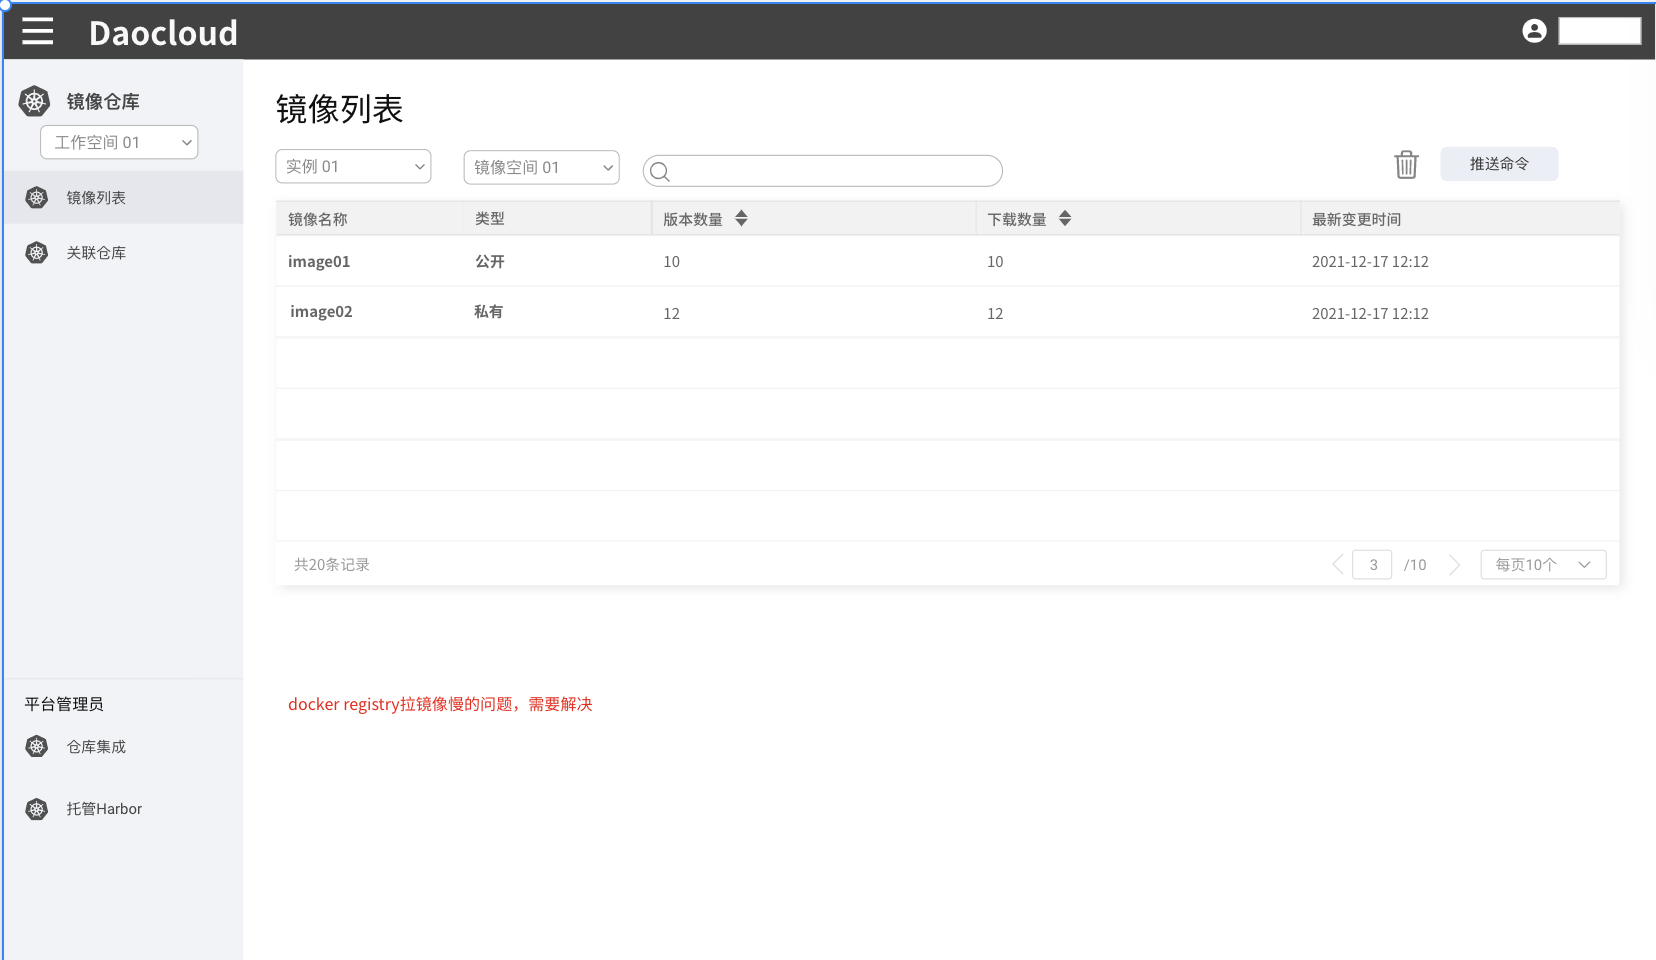 Daocloud
镜像仓库
工作空间 01
镜像列表
关联仓库
平台管理员
仓库集成
托管Harbor
镜像列表
实例 01
镜像空间 01
推送命令
镜像名称 类型 版本数量 下载数量 最新变更时间
image01 公开 10 10 2021-12-17 12:12
image02 私有 12 12 2021-12-17 12:12
共20条记录 3 /10 每页10个
docker registry拉镜像慢的问题，需要解决